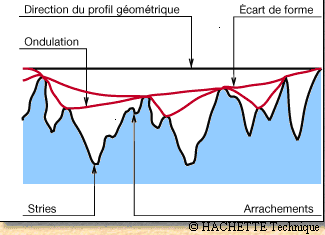 Direction du profil géométrique
Écart de forme
Ondulation
Stries
Arrachements
© HACHETTE Technique